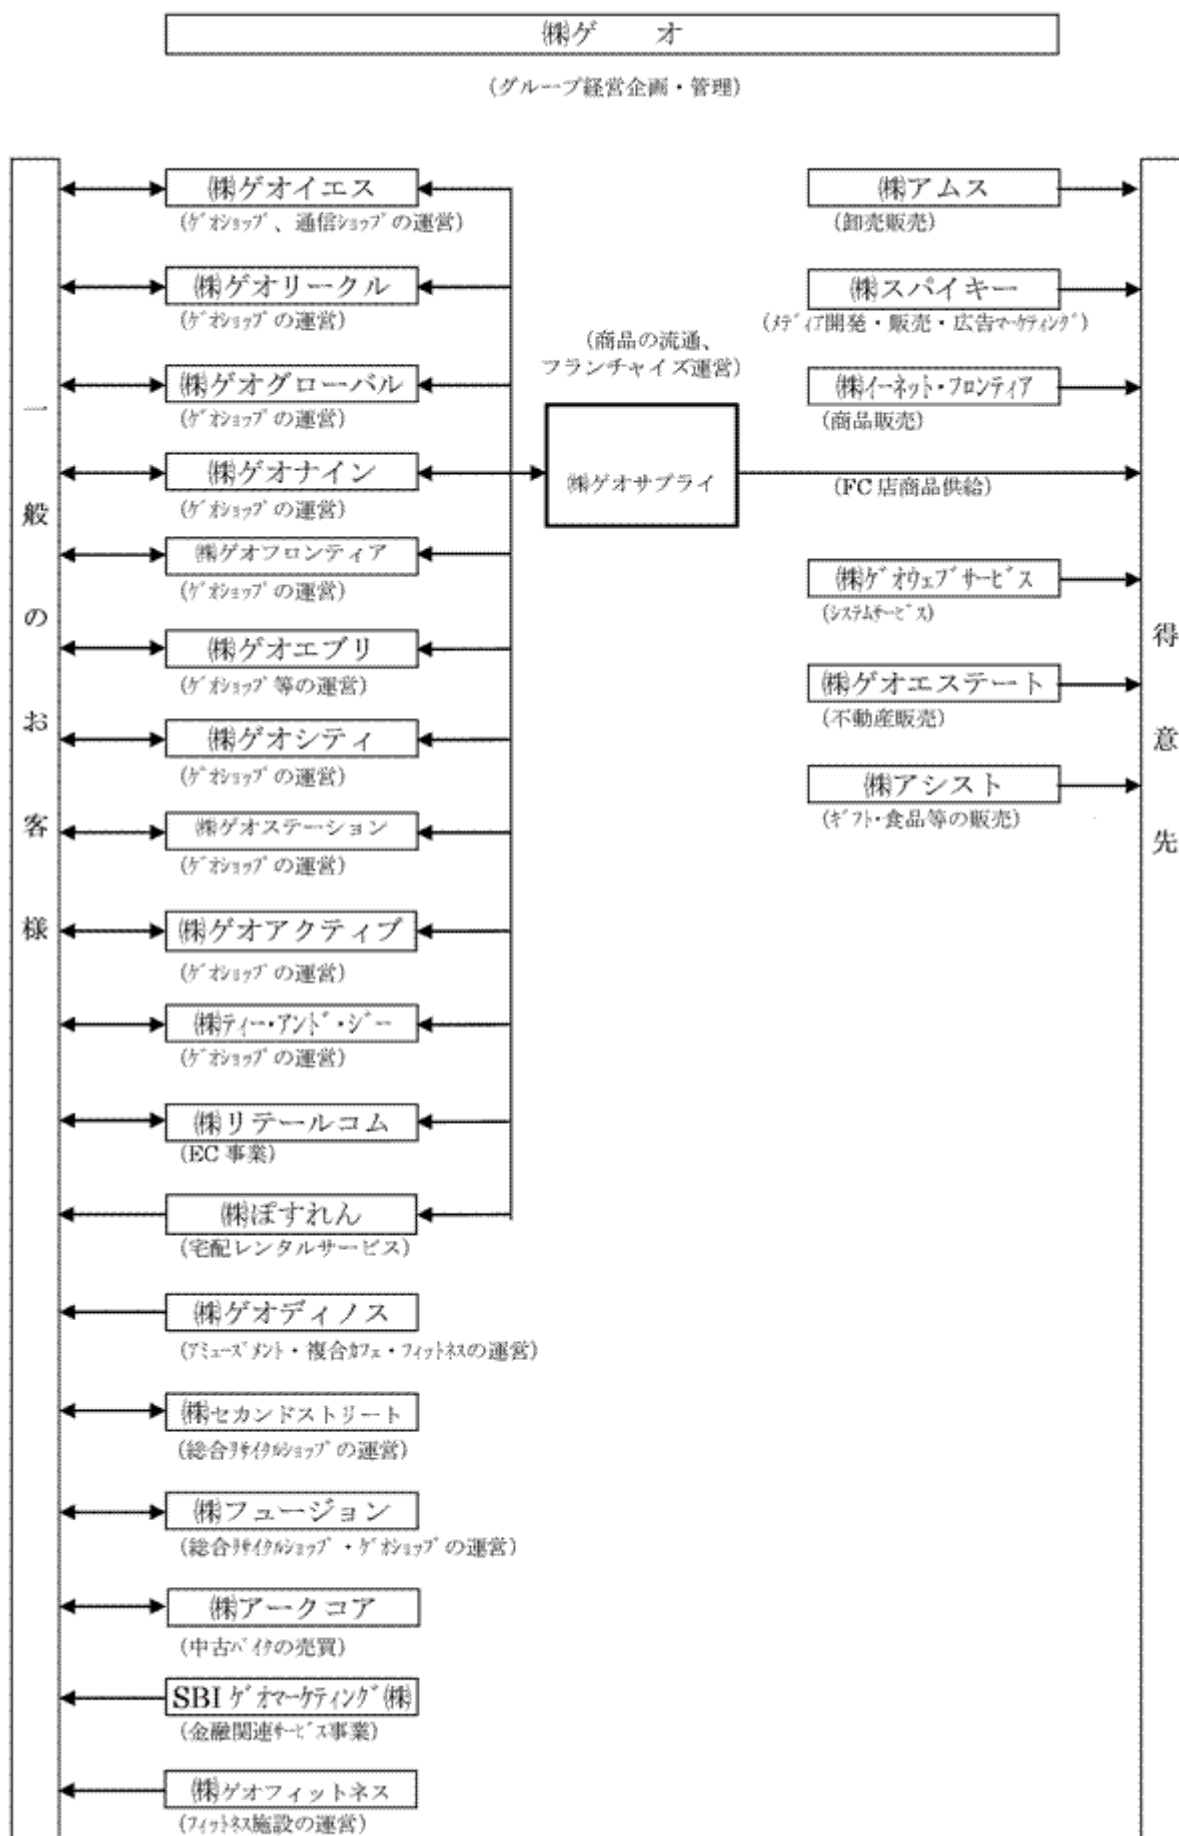 ㈱ゲ　オ
(グループ経営企画・管理)
一般のお客様
㈱ゲオイエス
(ゲオショップ、通信ショップの運営)
㈱ゲオリークル
(ゲオショップの運営)
㈱ゲオグローバル
(ゲオショップの運営)
㈱ゲオナイン
(ゲオショップの運営)
㈱ゲオフロンティア
(ゲオショップの運営)
㈱ゲオエブリ
(ゲオショップ等の運営)
㈱ゲオシティ
(ゲオショップの運営)
㈱ゲオステーション
(ゲオショップの運営)
㈱ゲオアクティブ
(ゲオショップの運営)
㈱ティー・アンド・ジー
(ゲオショップの運営)
㈱リテールコム
(EC 事業)
㈱ぽすれん
(宅配レンタルサービス)
㈱ゲオディノス
(アミューズメント・複合カフェ・フィットネスの運営)
㈱セカンドストリート
(総合リサイクルショップの運営)
㈱フュージョン
(総合リサイクルショップ・ゲオショップの運営)
㈱アークコア
(中古バイクの売買)
SBI ゲオマーケティング㈱
(金融関連サービス事業)
㈱ゲオフィットネス
(フィットネス施設の運営)
(商品の流通、
フランチャイズ運営)
㈱ゲオサプライ
㈱アムス
(卸売販売)
㈱スパイキー
(メディア開発・販売・広告マーケティング)
㈱イーネット・フロンティア
(商品販売)
(FC 店商品供給)
㈱ゲオウェブサービス
(システムサービス)
㈱ゲオエステート
(不動産販売)
㈱アシスト
(ギフト・食品等の販売)
得意先